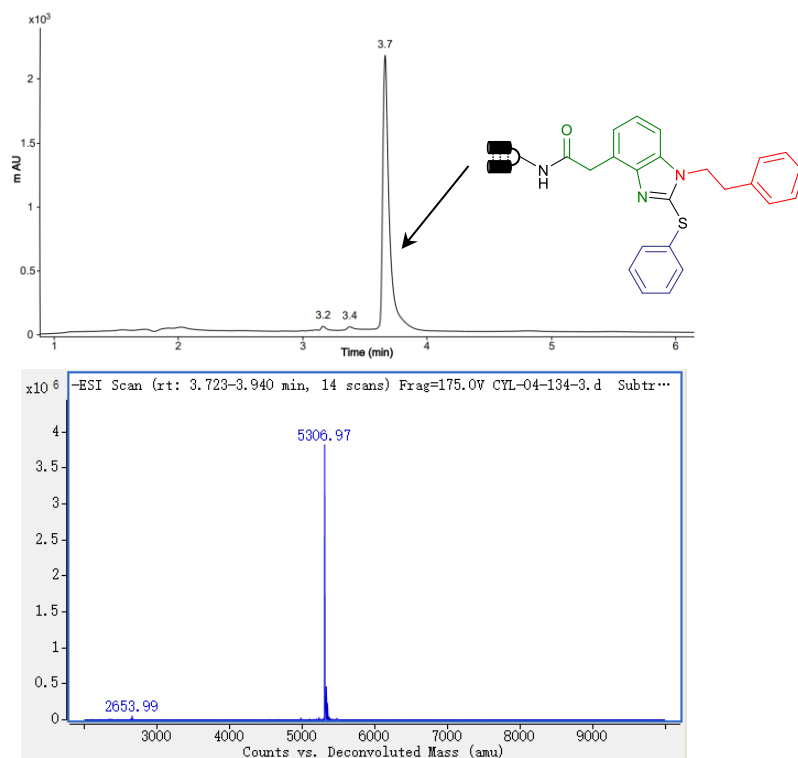 x10³
3.7
2
1.5
m AU
1
0.5
0
3.2
3.4
1
2
3
4
5
6
Time (min)
O
N
H
N
N
S
x10 6
-ESI Scan (rt: 3.723-3.940 min, 14 scans) Frag=175.0V CYL-04-134-3.d Subtr···
5306.97
4
3.5
3
2.5
2
1.5
1
0.5
0
2653.99
3000
4000
5000
6000
7000
8000
9000
Counts vs. Deconvoluted Mass (amu)